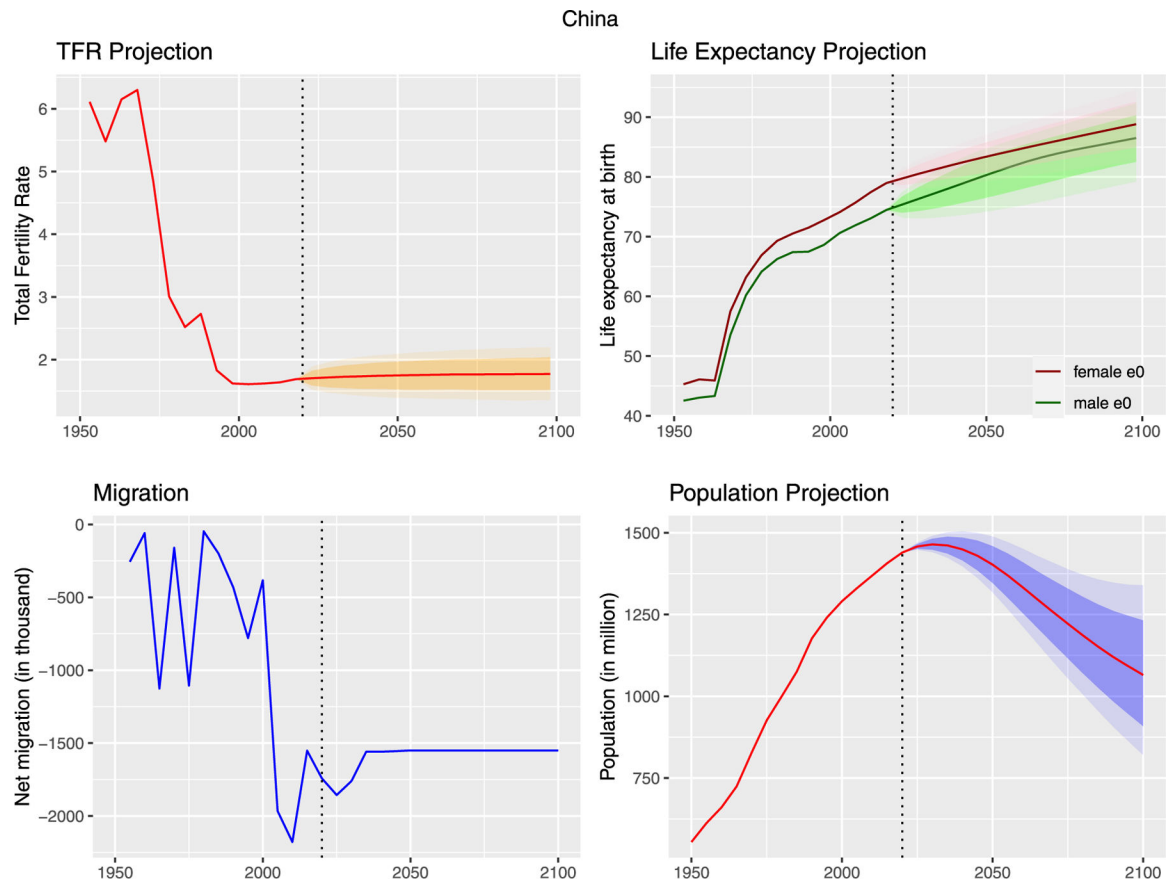 China
TFR Projection
Total Fertility Rate
6
5
4
3
2
1950 2000 2050 2100
Life Expectancy Projection
Life expectancy at birth
90
80
70
60
50
40
female e0
male e0
1950 2000 2050 2100
Migration
Net migration (in thousand)
0
−500
−1000
−1500
−2000
1950 2000 2050 2100
Population Projection
Population (in million)
1500
1250
1000
750
1950 2000 2050 2100